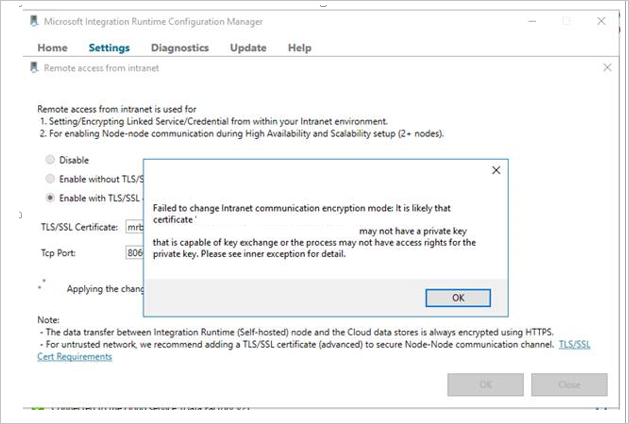 Microsoft Integration Runtime Configuration Manager
Home Settings Diagnostics Update Help
Remote access from intranet
Remote access from intranet is used for
1. Setting/Encrypting Linked Service/Credential from within your Intranet environment.
2. For enabling Node-node communication during High Availability and Scalability setup (2+ nodes).
Disable
Enable without TLS/S
Enable with TLS/SSL
Failed to change Intranet communication encryption mode: It is likely that
certificate '
may not have a private key
that is capable of key exchange or the process may not have access rights for the
private key. Please see inner exception for detail.
OK
TLS/SSL Certificate: mrb
Tcp Port: 806
Applying the chang
Note:
- The data transfer between Integration Runtime (Self-hosted) node and the Cloud data stores is always encrypted using HTTPS.
- For untrusted network, we recommend adding a TLS/SSL certificate (advanced) to secure Node-Node communication channel. TLS/SSL
Cert Requirements
OK Close